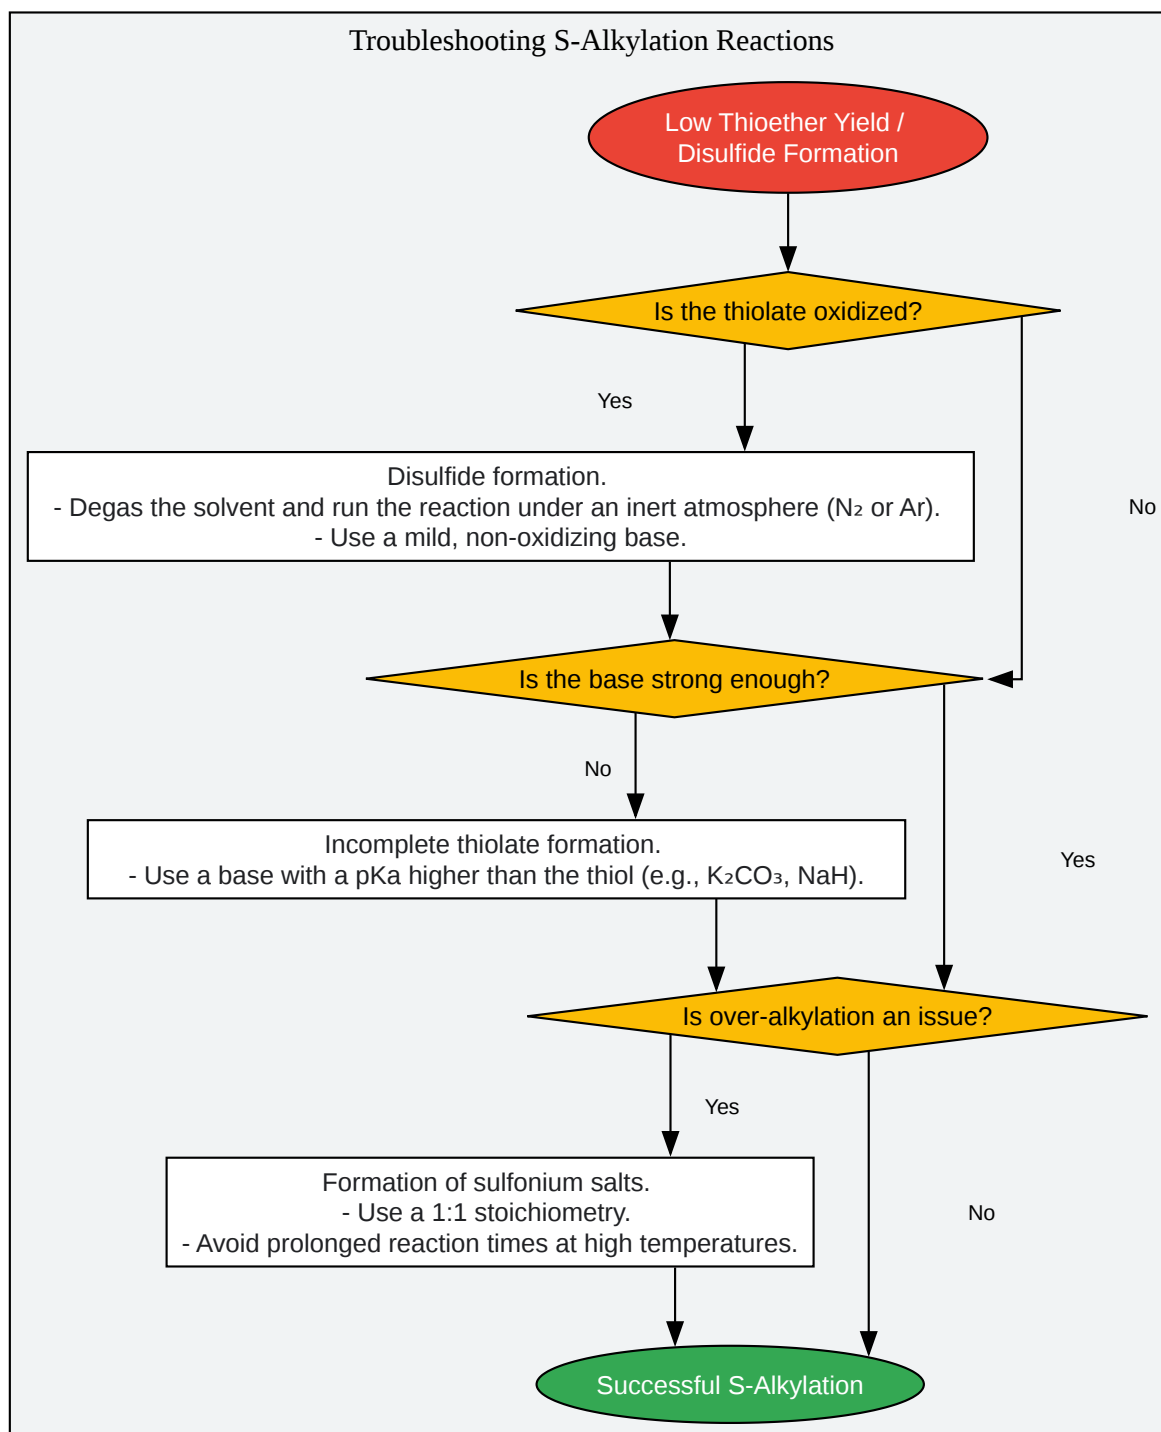 Troubleshooting S-Alkylation Reactions
Low Thioether Yield /
Disulfide Formation
Is the thiolate oxidized?
Yes
Disulfide formation.
- Degas the solvent and run the reaction under an inert atmosphere (N₂ or Ar).
- Use a mild, non-oxidizing base.
No
Is the base strong enough?
No
Incomplete thiolate formation.
- Use a base with a pKa higher than the thiol (e.g., K₂CO₃, NaH).
Yes
Is over-alkylation an issue?
Yes
Formation of sulfonium salts.
- Use a 1:1 stoichiometry.
- Avoid prolonged reaction times at high temperatures.
No
Successful S-Alkylation